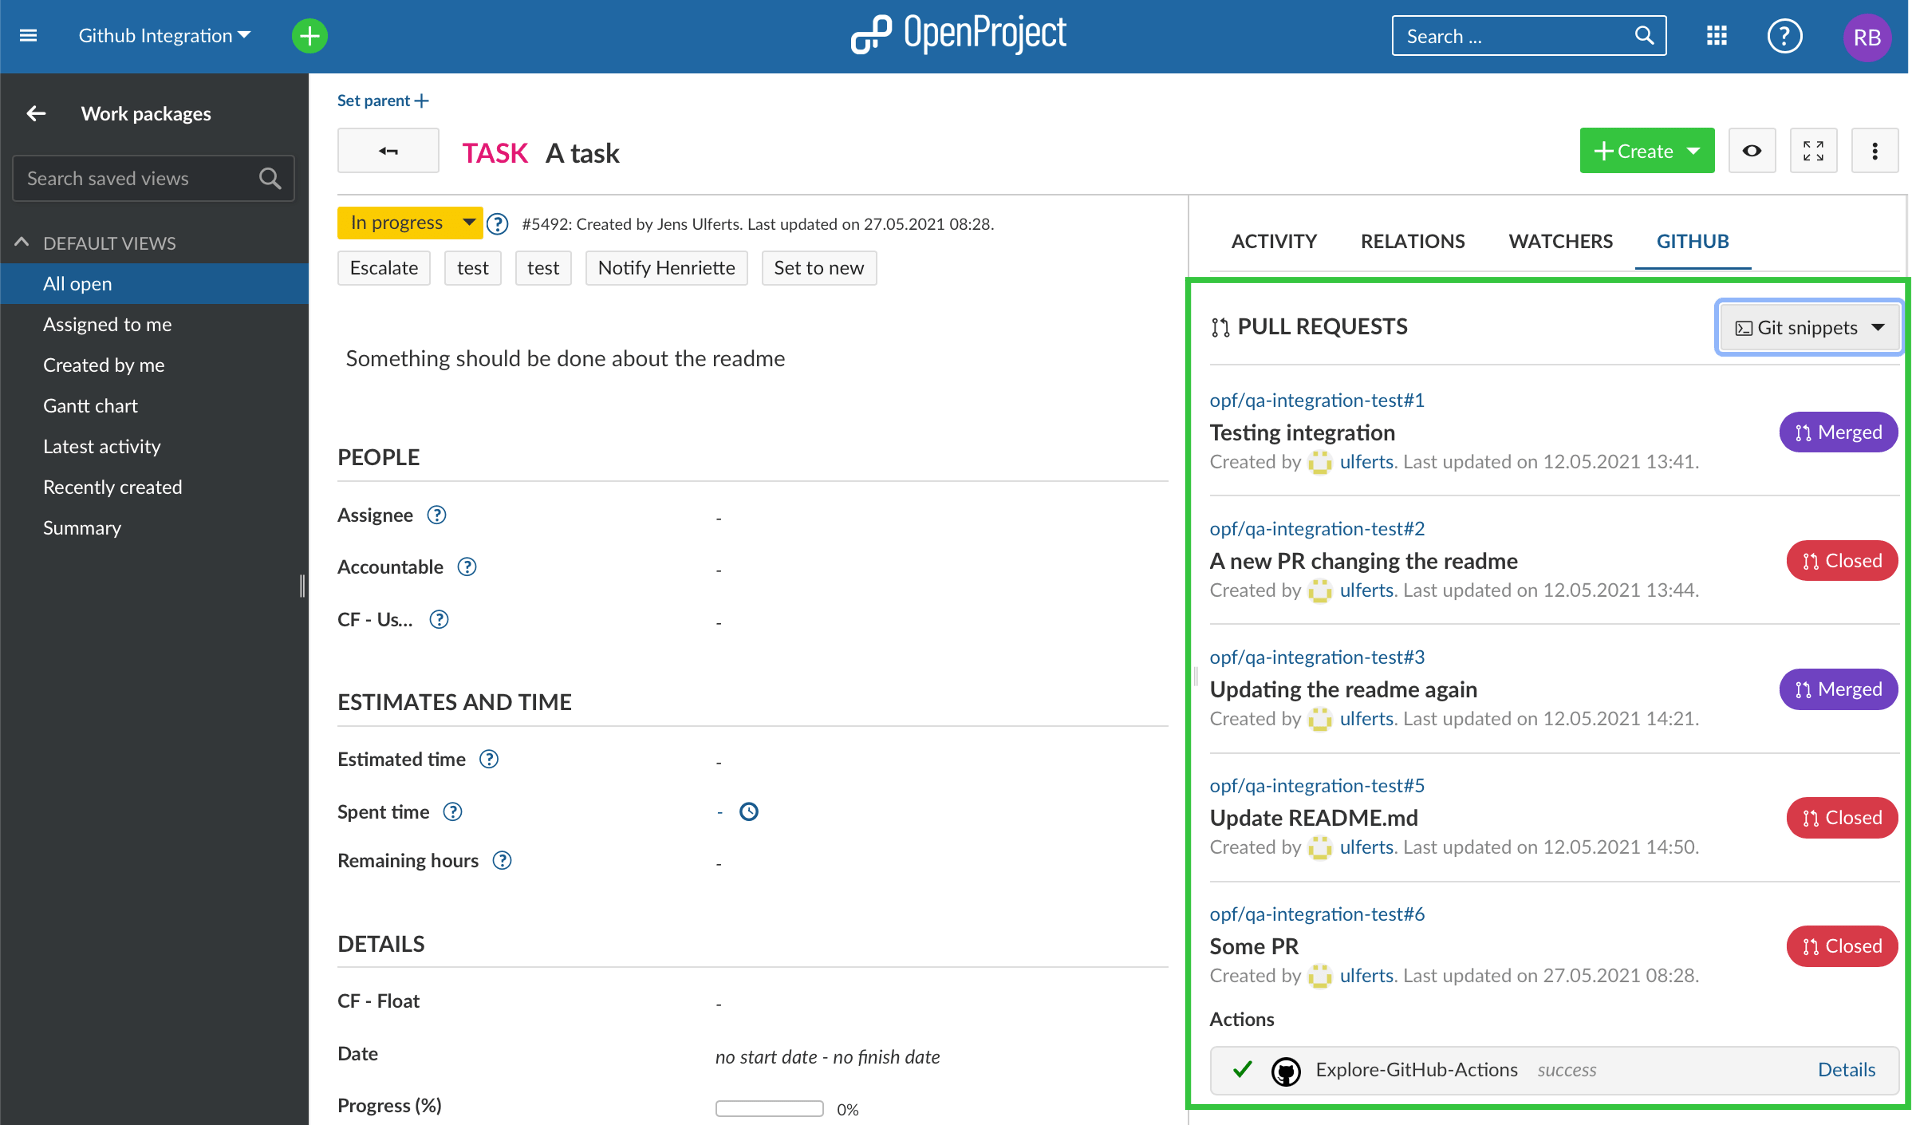 Github Integration
OpenProject
Search ...
?
RB
Work packages
Search saved views
DEFAULT VIEWS
All open
Assigned to me
Created by me
Gantt chart
Latest activity
Recently created
Summary
Set parent +
TASK A task
+ Create
In progress ? #5492: Created by Jens Ulferts. Last updated on 27.05.2021 08:28.
Escalate test test Notify Henriette Set to new
Something should be done about the readme
PEOPLE
Assignee ? -
Accountable ? -
CF - Us... ? -
ESTIMATES AND TIME
Estimated time ? -
Spent time ? -
Remaining hours ? -
DETAILS
CF - Float -
Date no start date - no finish date
Progress (%) 0%
ACTIVITY RELATIONS WATCHERS GITHUB
PULL REQUESTS Git snippets
opf/qa-integration-test#1
Testing integration
Merged
Created by ulferts. Last updated on 12.05.2021 13:41.
opf/qa-integration-test#2
A new PR changing the readme
Closed
Created by ulferts. Last updated on 12.05.2021 13:44.
opf/qa-integration-test#3
Updating the readme again
Merged
Created by ulferts. Last updated on 12.05.2021 14:21.
opf/qa-integration-test#5
Update README.md
Closed
Created by ulferts. Last updated on 12.05.2021 14:50.
opf/qa-integration-test#6
Some PR
Closed
Created by ulferts. Last updated on 27.05.2021 08:28.
Actions
Explore-GitHub-Actions success Details